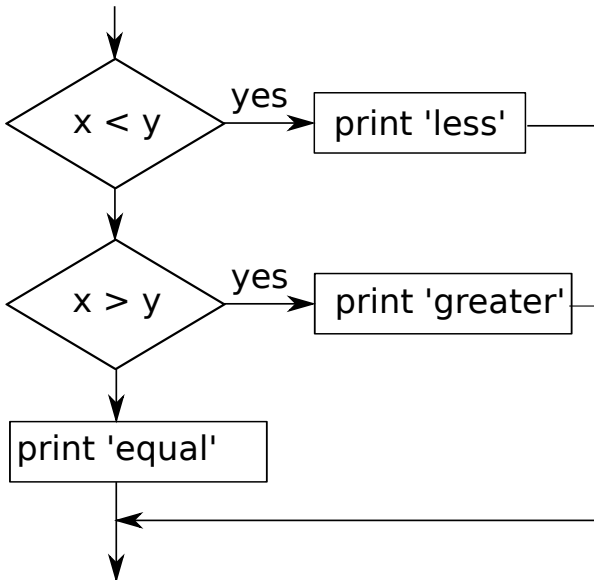 yes
x < y
print 'less'
yes
x > y
print 'greater'
print 'equal'